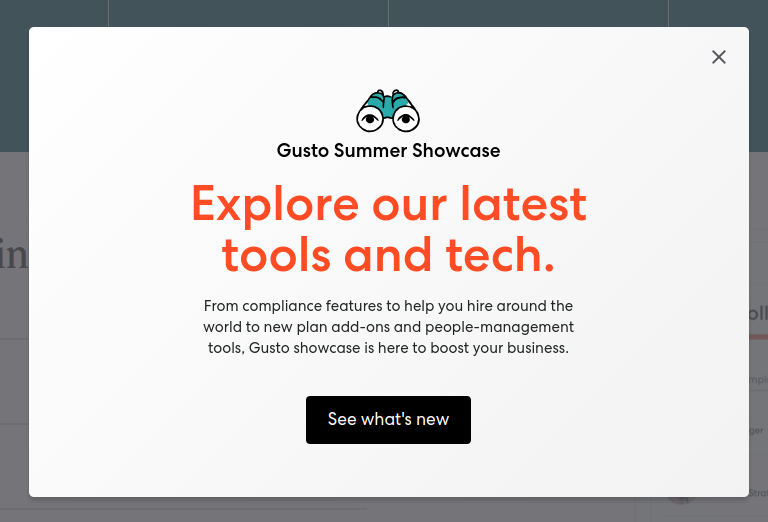 Gusto Summer Showcase
Explore our latest
tools and tech.
From compliance features to help you hire around the
world to new plan add-ons and people-management
tools, Gusto showcase is here to boost your business.
See what's new